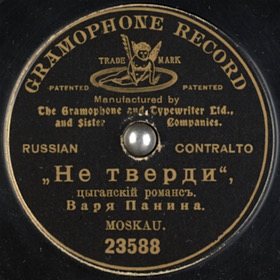 GRAMOPHONE RECORD
TRADE MARK
PATENTED PATENTED
Manufactured by
The Gramophone and Typewriter Ltd.,
and Sister Companies.
RUSSIAN CONTRALTO
„Не тверди“,
цыганскій романсъ.
Варя Панина.
MOSKAU.
23588